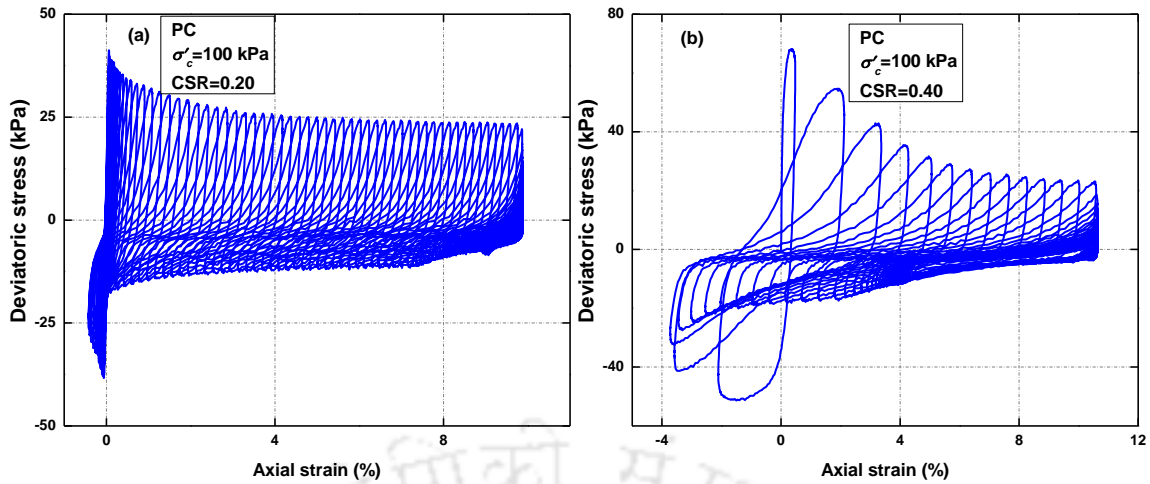 (a)
PC
σ′c=100 kPa
CSR=0.20
Deviatoric stress (kPa)
50
25
0
-25
-50
0
4
8
Axial strain (%)
(b)
PC
σ′c=100 kPa
CSR=0.40
Deviatoric stress (kPa)
80
40
0
-40
-4
0
4
8
12
Axial strain (%)